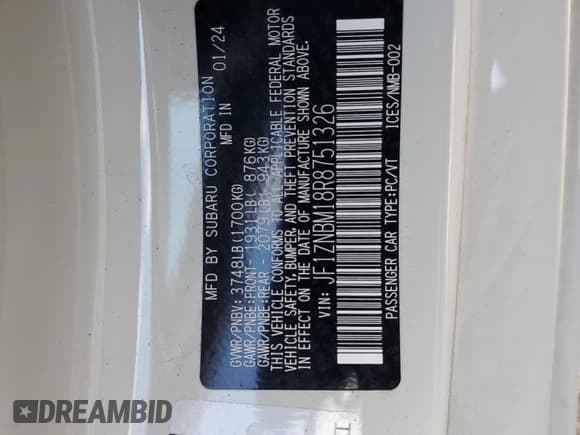 MFD BY SUBARU CORPORATION 01/24
MFD IN
GVWR/PNBV: 3748LB(1700KG)
GAWR/PNBE:FRONT- 1931LB( 876KG)
GAWR/PNBE:REAR - 2079LB( 943KG)
THIS VEHICLE CONFORMS TO ALL APPLICABLE FEDERAL MOTOR
VEHICLE SAFETY, BUMPER, AND THEFT PREVENTION STANDARDS
IN EFFECT ON THE DATE OF MANUFACTURE SHOWN ABOVE.
VIN: JF1ZNBM18R8751326
PASSENGER CAR TYPE:PC/VT ICES/NMB-002
DREAMBID